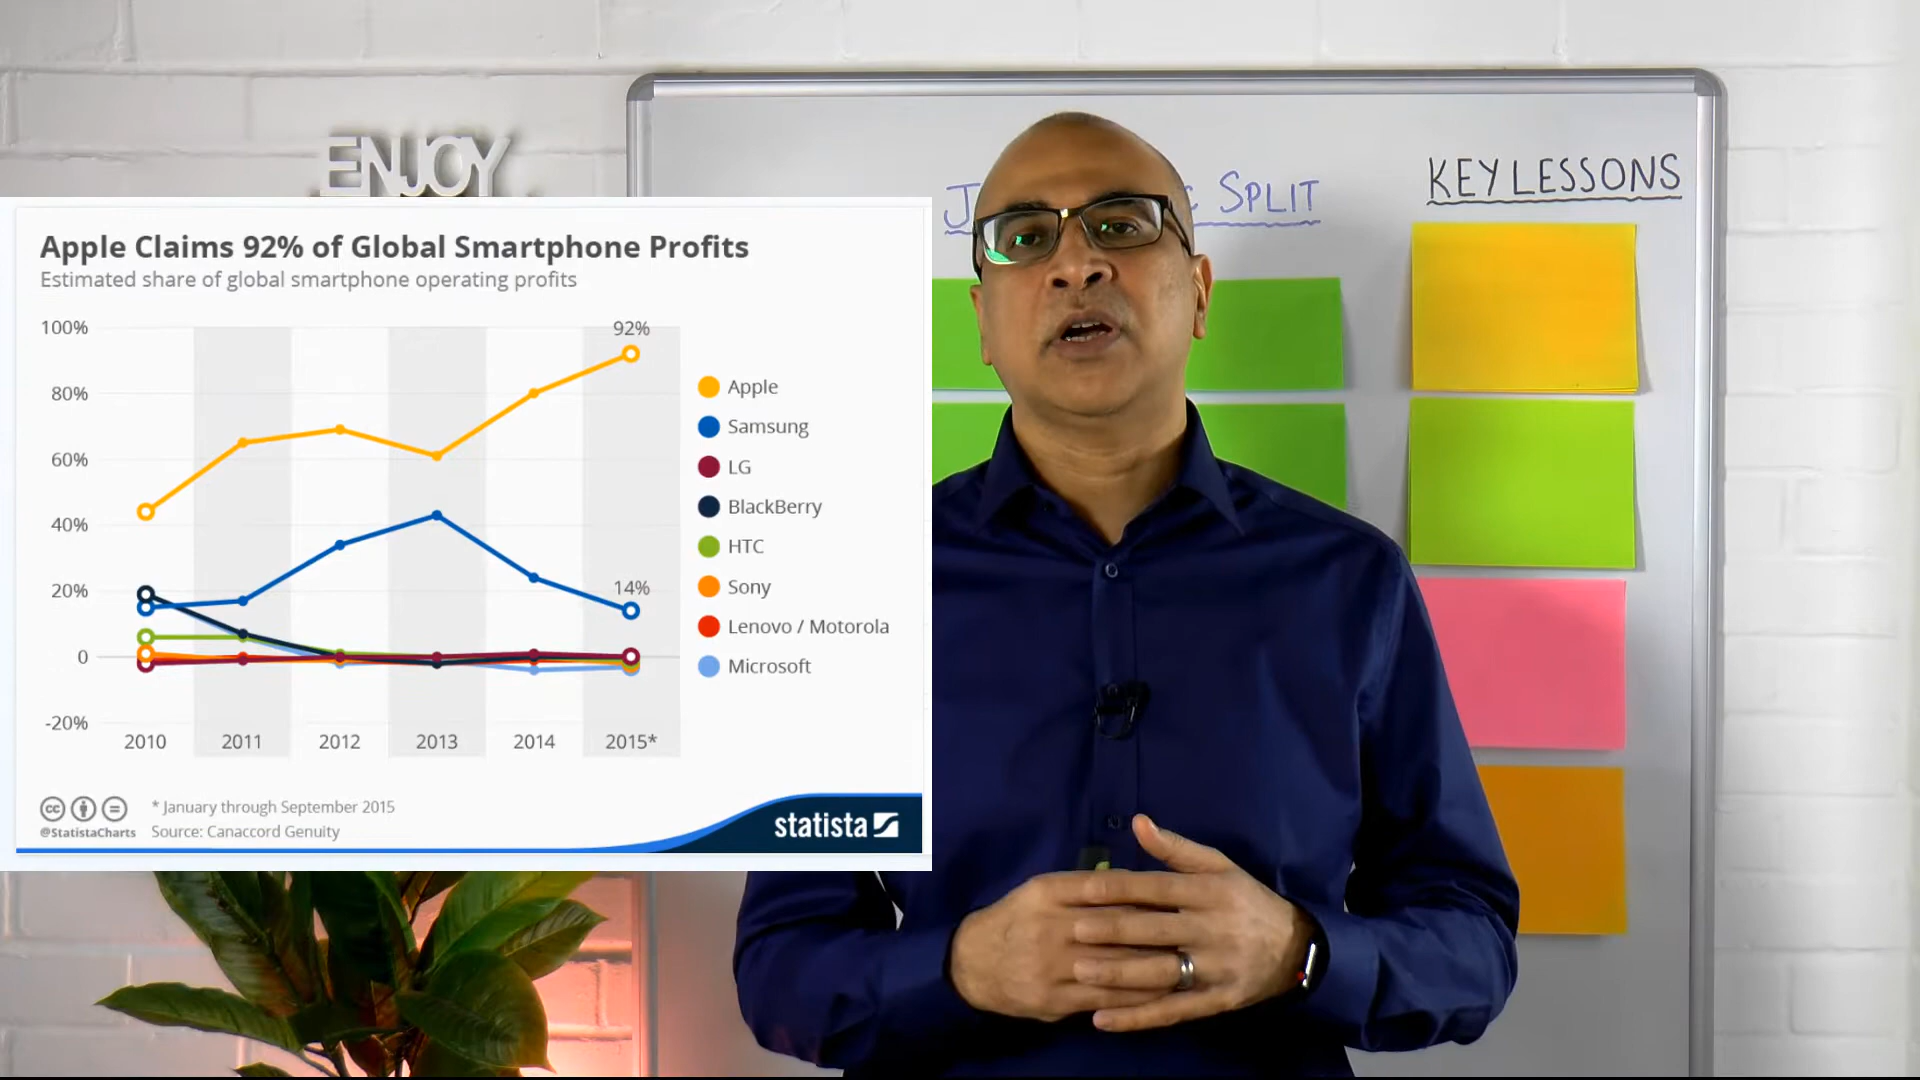 ENJOY
SPLIT
KEY LESSONS
Apple Claims 92% of Global Smartphone Profits
Estimated share of global smartphone operating profits
100%
80%
60%
40%
20%
0
-20%
92%
14%
2010 2011 2012 2013 2014 2015*
Apple
Samsung
LG
BlackBerry
HTC
Sony
Lenovo / Motorola
Microsoft
* January through September 2015
@StatistaCharts
Source: Canaccord Genuity
statista